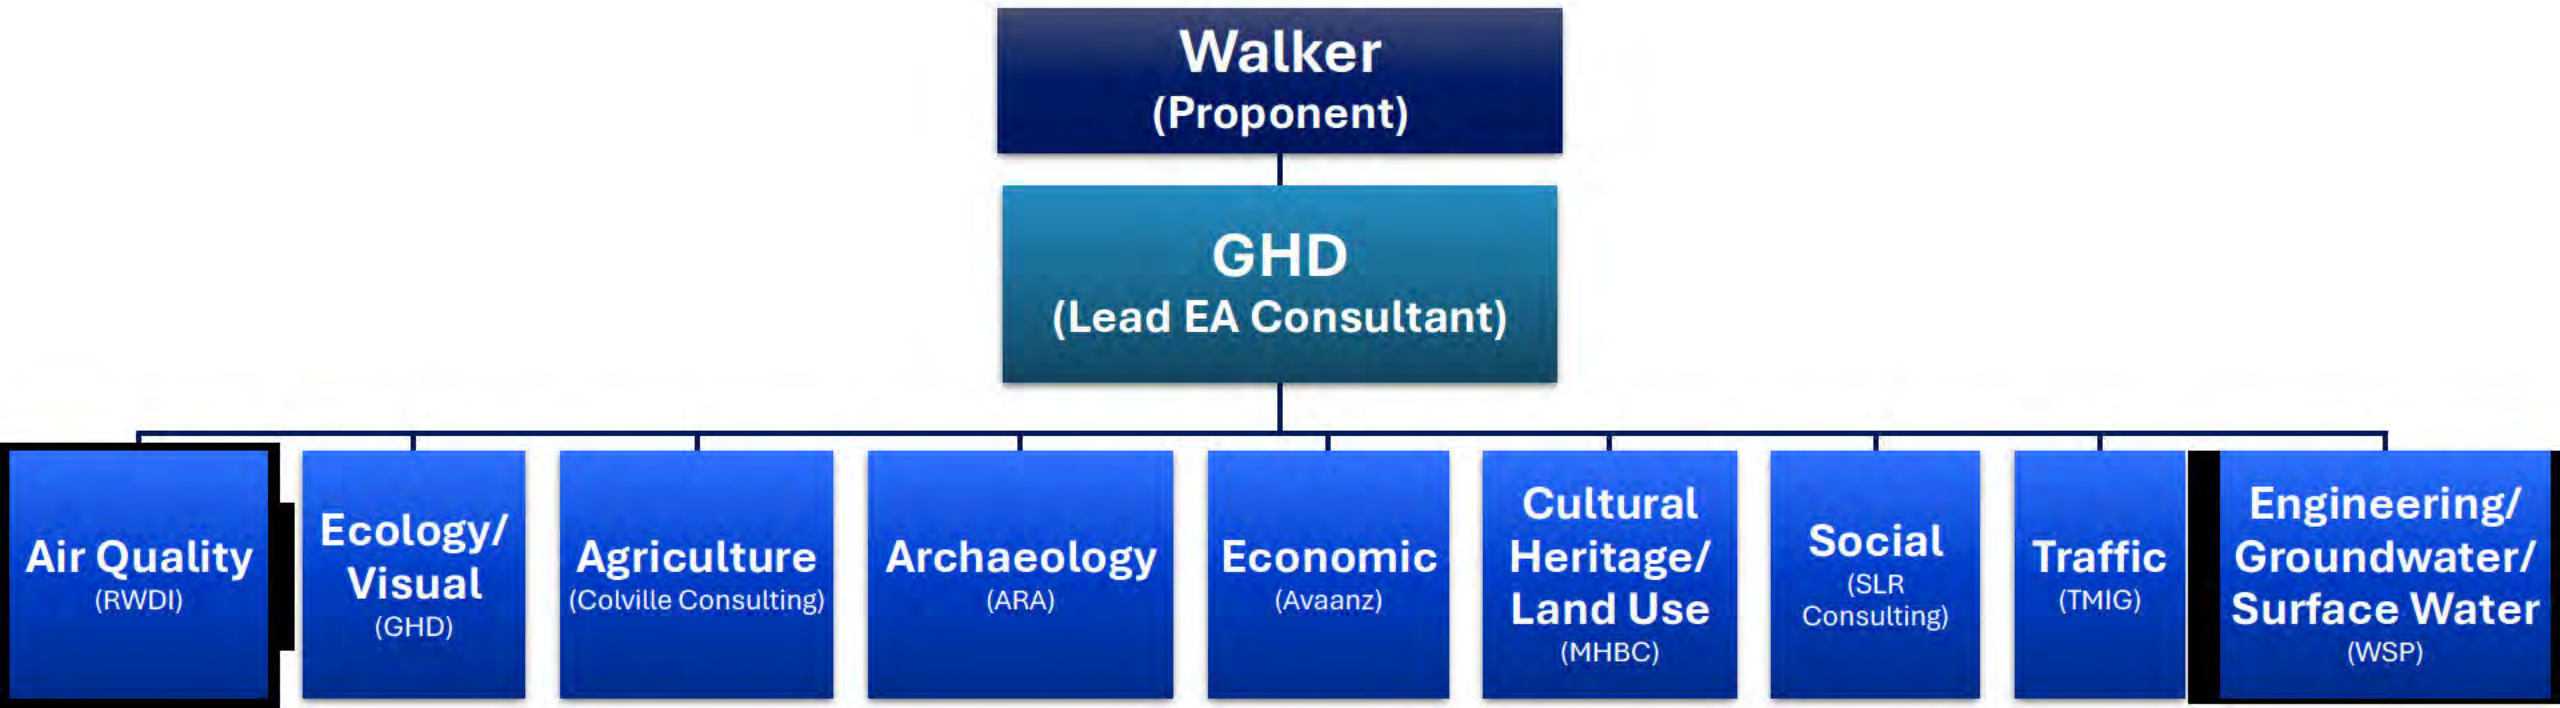 Walker
(Proponent)
GHD
(Lead EA Consultant)
Air Quality
(RWDI)
Ecology/
Visual
(GHD)
Agriculture
(Colville Consulting)
Archaeology
(ARA)
Economic
(Avaanz)
Cultural
Heritage/
Land Use
(MHBC)
Social
(SLR
Consulting)
Traffic
(TMIG)
Engineering/
Groundwater/
Surface Water
(WSP)